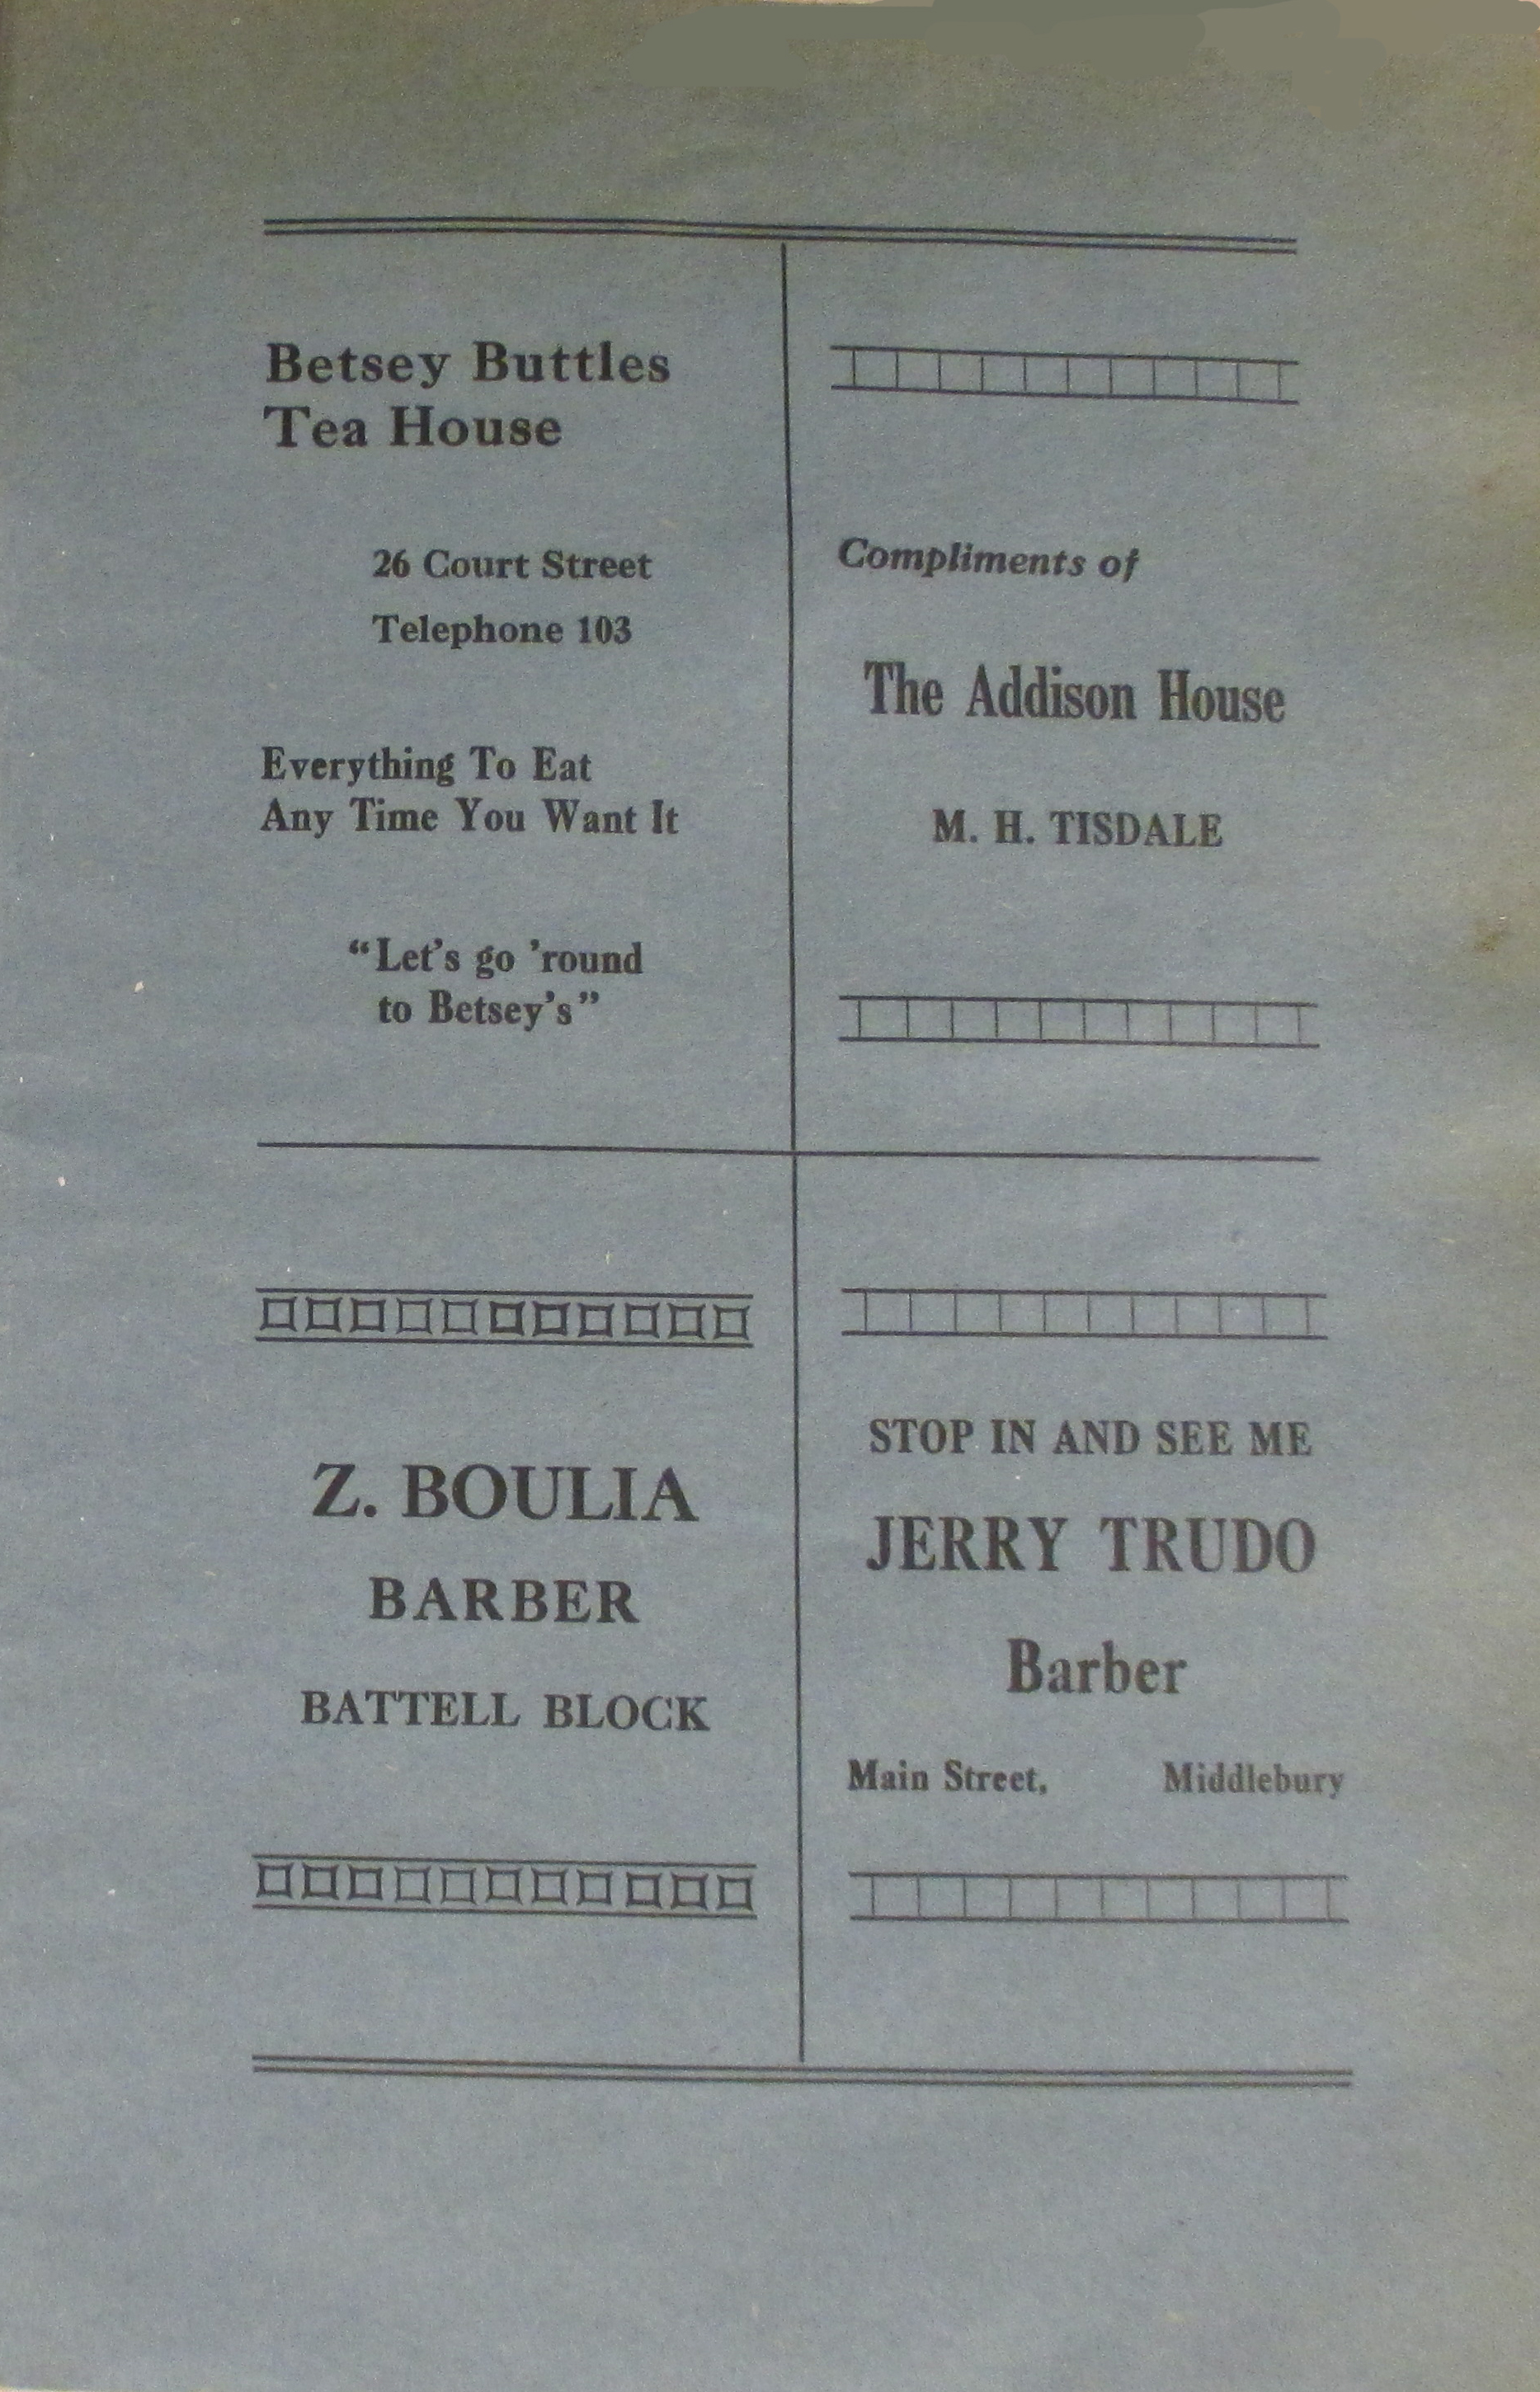 Betsey Buttles
Tea House
26 Court Street
Telephone 103
Everything To Eat
Any Time You Want It
“Let's go 'round
to Betsey's”
Compliments of
The Addison House
M. H. TISDALE
Z. BOULIA
BARBER
BATTELL BLOCK
STOP IN AND SEE ME
JERRY TRUDO
Barber
Main Street, Middlebury